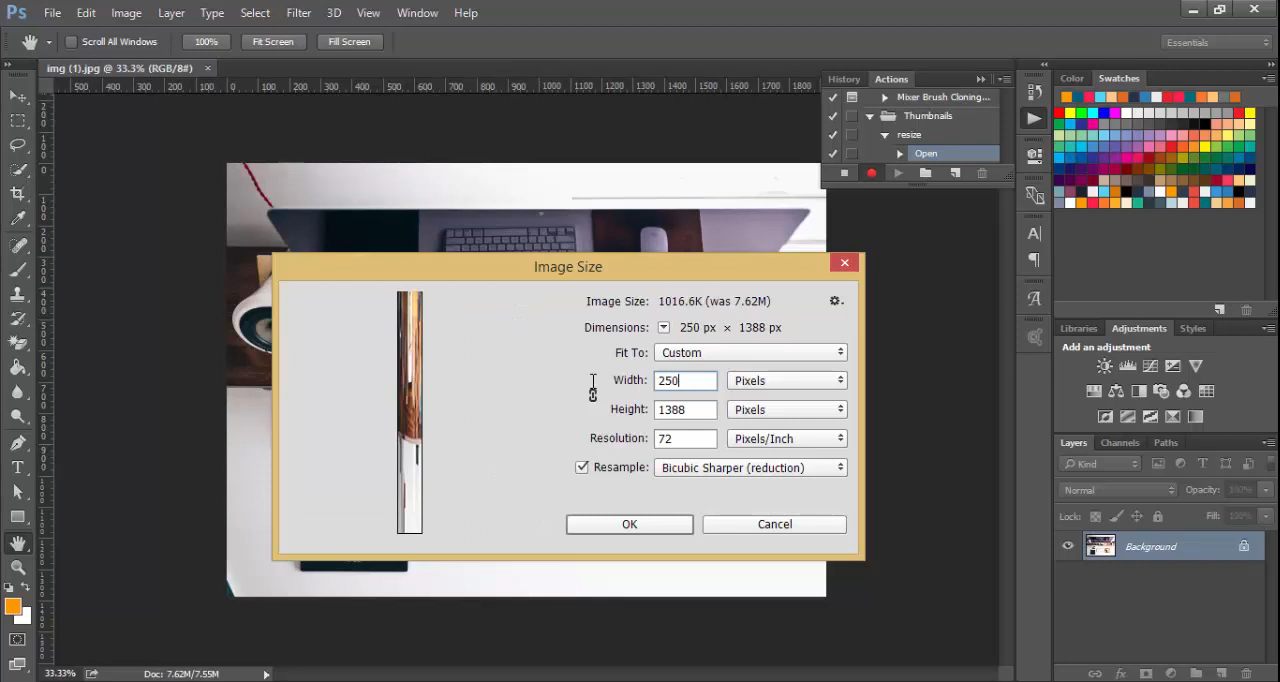 Ps File Edit Image Layer Type Select Filter 3D View Window Help
Scroll All Windows 100% Fit Screen Fill Screen Essentials
img (1).jpg @ 33.3% (RGB/8#) ×
500 400 300 200 100 0 100 200 300 400 500 600 700 800 900 1000 1100 1200 1300 1400 1500 1600 1700 1800
History Actions
Mixer Brush Cloning...
Thumbnails
resize
Open
Color Swatches
Image Size
Image Size: 1016.6K (was 7.62M)
Dimensions: 250 px × 1388 px
Fit To: Custom
Width: 250 Pixels
Height: 1388 Pixels
Resolution: 72 Pixels/Inch
Resample: Bicubic Sharper (reduction)
OK Cancel
Libraries Adjustments Styles
Add an adjustment
Layers Channels Paths
Kind
Normal Opacity: 100%
Lock: Fill: 100%
Background
33.33% Doc: 7.62M/7.55M